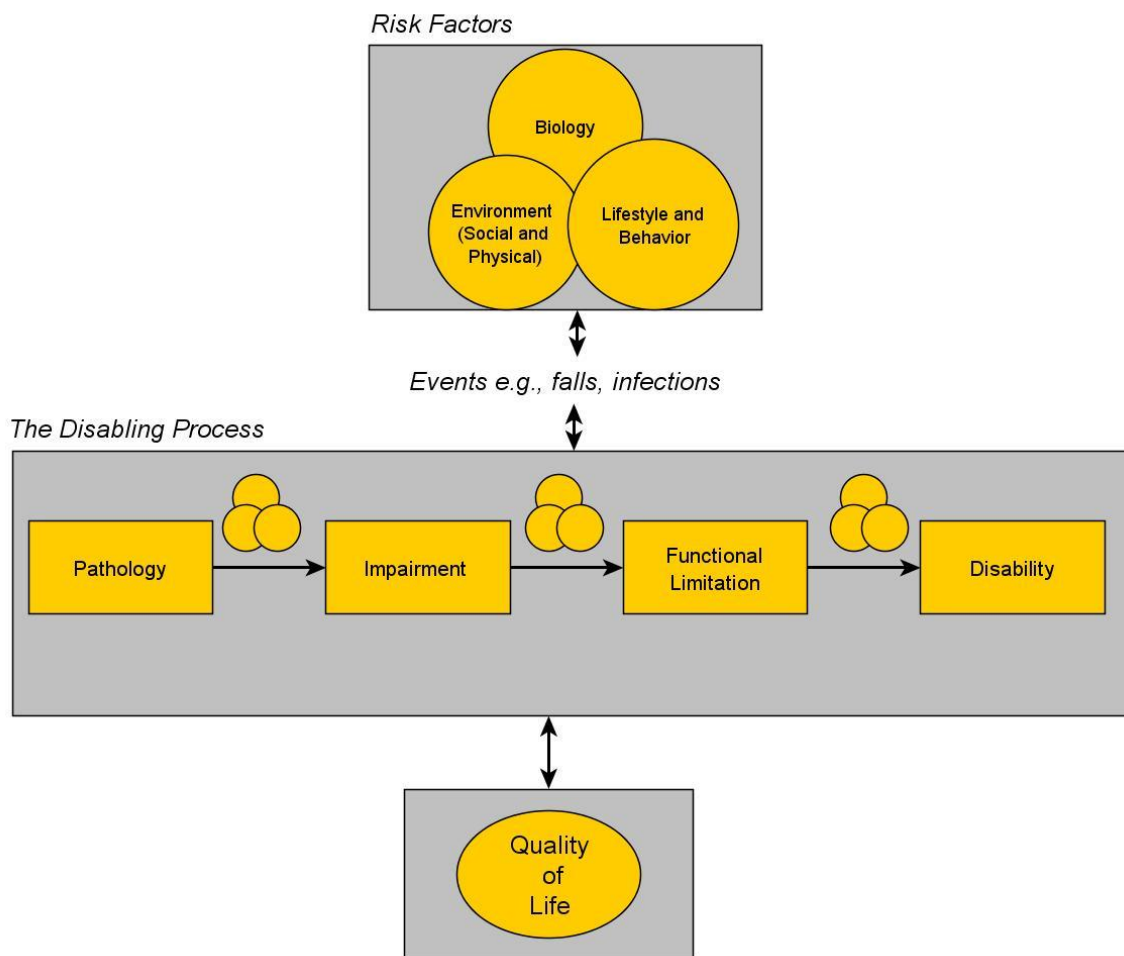 Risk Factors
Biology
Environment
(Social and
Physical)
Lifestyle and
Behavior
Events e.g., falls, infections
The Disabling Process
Pathology
Impairment
Functional
Limitation
Disability
Quality
of
Life